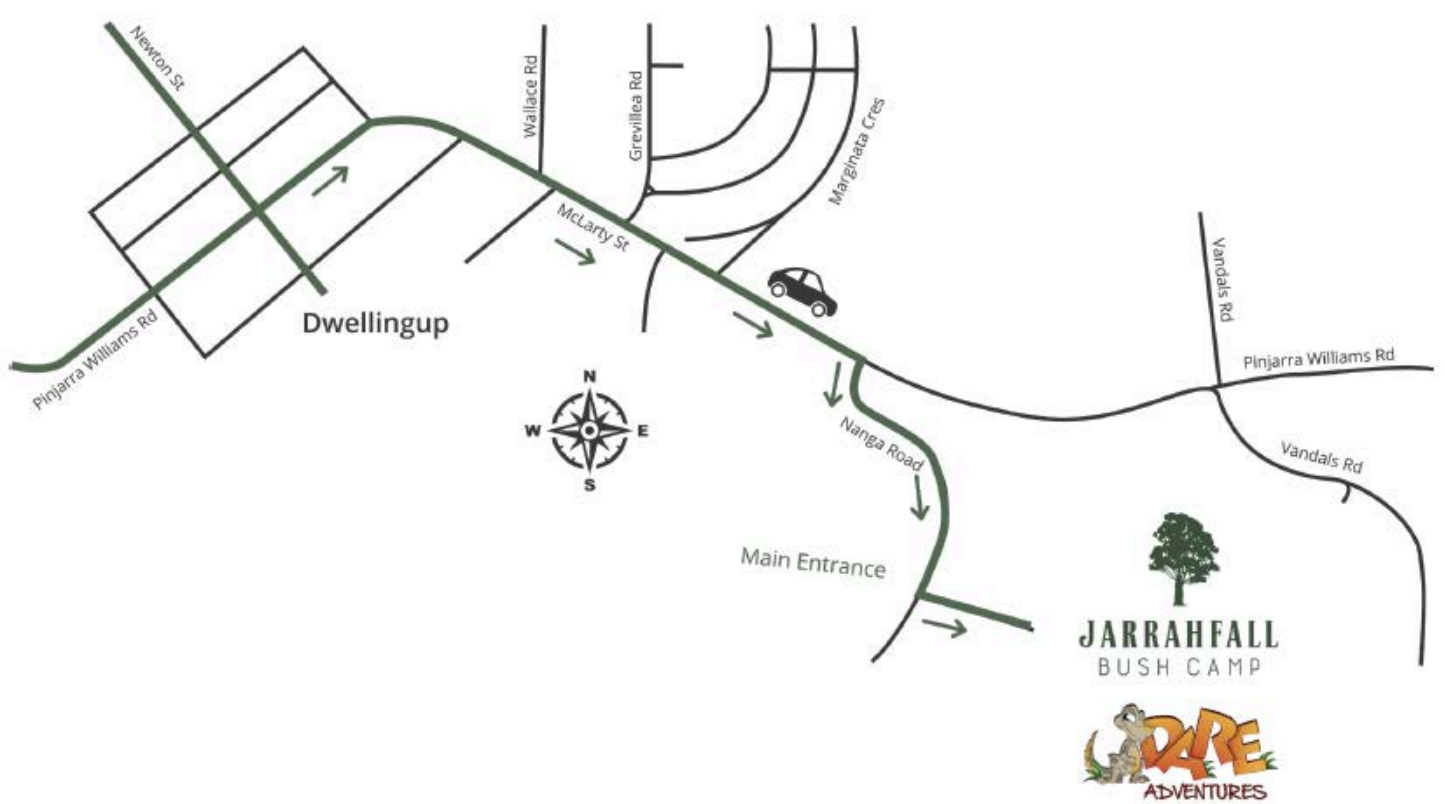 Newton St
Wallace Rd
Grevillea Rd
Marginata Cres
McLarty St
Vandals Rd
Dwellingup
Pinjarra Williams Rd
Pinjarra Williams Rd
N
W
E
S
Nanga Road
Vandals Rd
Main Entrance
JARRAHFALL
BUSH CAMP
DARE
ADVENTURES